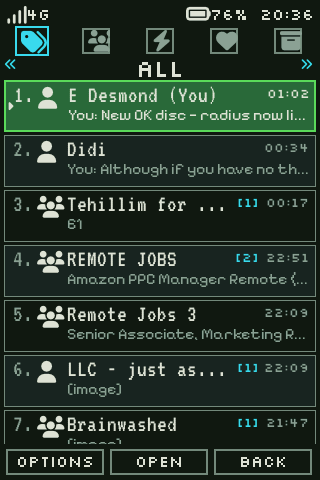 4G 76% 20:36
« »
ALL
1. E Desmond (You) 01:02
You: New OK disc - radius now li...
2. Didi 00:34
You: Although if you have no th...
3. Tehillim for ... [1] 00:17
61
4. REMOTE JOBS [2] 22:51
Amazon PPC Manager Remote (...
5. Remote Jobs 3 22:09
Senior Associate, Marketing R...
6. LLC - just as... [1] 22:09
(image)
7. Brainwashed [1] 21:47
(image)
OPTIONS OPEN BACK